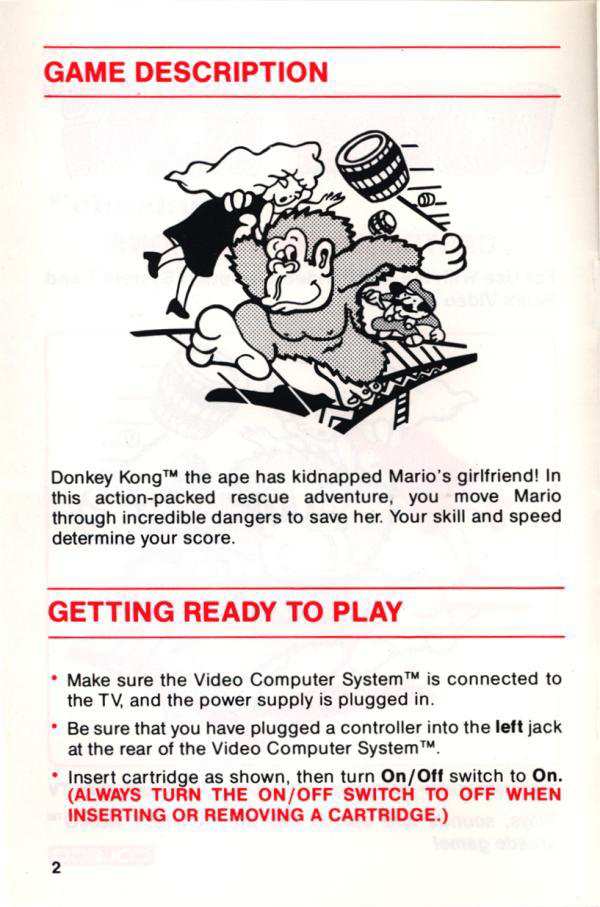 GAME DESCRIPTION
Donkey Kong™ the ape has kidnapped Mario's girlfriend! In
this action-packed rescue adventure, you move Mario
through incredible dangers to save her. Your skill and speed
determine your score.
GETTING READY TO PLAY
• Make sure the Video Computer System™ is connected to
the TV, and the power supply is plugged in.
• Be sure that you have plugged a controller into the left jack
at the rear of the Video Computer System™.
• Insert cartridge as shown, then turn On/Off switch to On.
(ALWAYS TURN THE ON/OFF SWITCH TO OFF WHEN
INSERTING OR REMOVING A CARTRIDGE.)
2